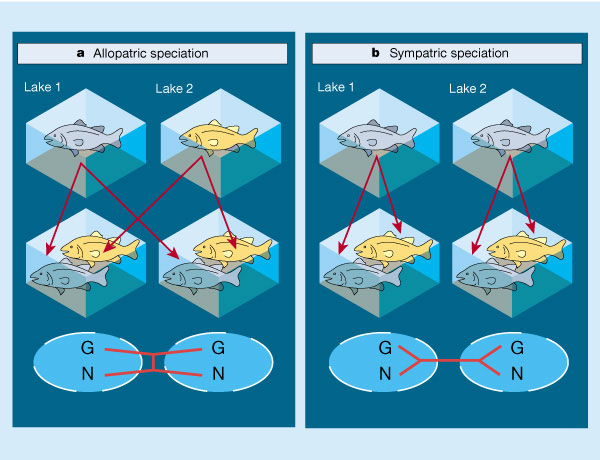 a Allopatric speciation
Lake 1 Lake 2
G G
N N
b Sympatric speciation
Lake 1 Lake 2
G G
N N